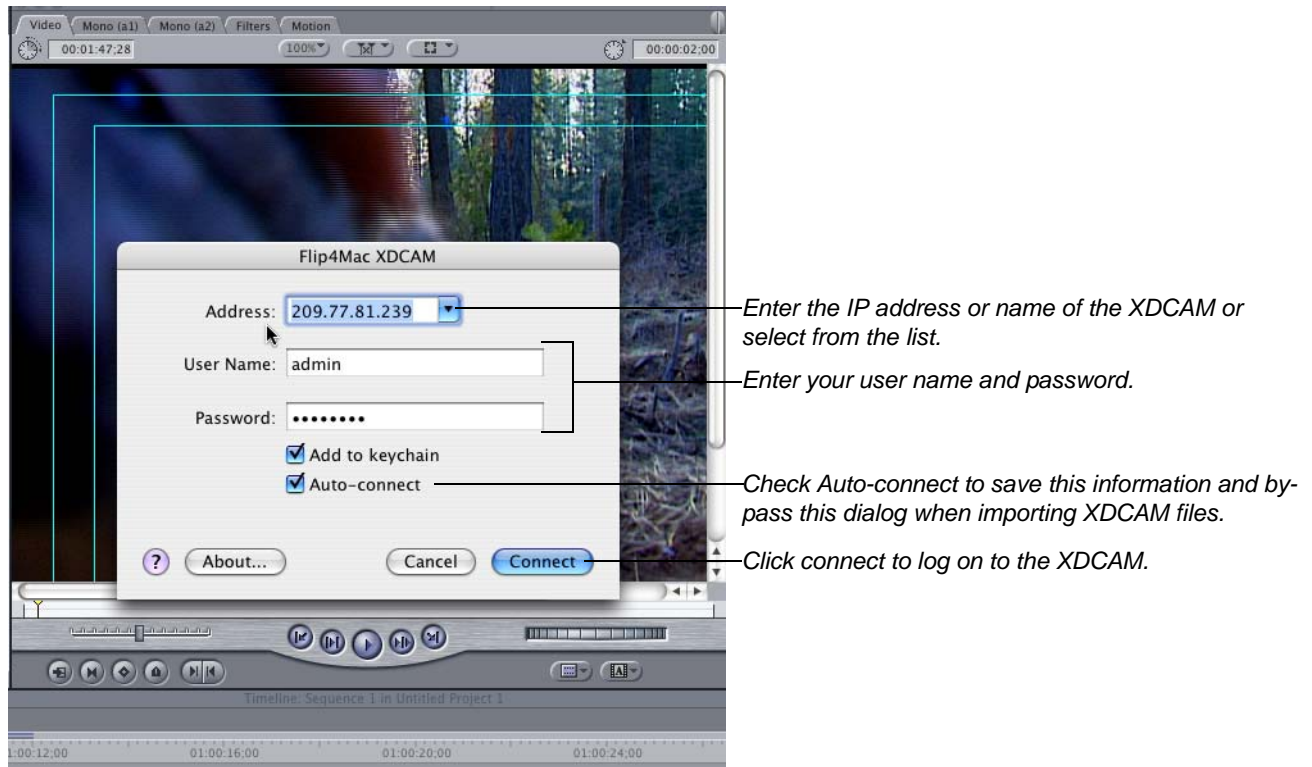 Video Mono (a1) Mono (a2) Filters Motion
00:01:47;28 100% 00:00:02;00
Flip4Mac XDCAM
Address: 209.77.81.239
User Name: admin
Password: ••••••••
Add to keychain
Auto-connect
? About... Cancel Connect
Enter the IP address or name of the XDCAM or
select from the list.
Enter your user name and password.
Check Auto-connect to save this information and by-
pass this dialog when importing XDCAM files.
Click connect to log on to the XDCAM.
Timeline: Sequence 1 in Untitled Project 1
1:00:12;00 01:00:16;00 01:00:20;00 01:00:24;00